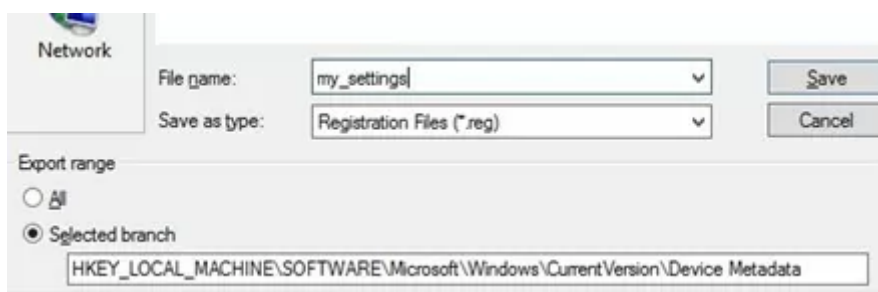 Network
File name: my_settings Save
Save as type: Registration Files (*.reg) Cancel
Export range
All
Selected branch
HKEY_LOCAL_MACHINE\SOFTWARE\Microsoft\Windows\CurrentVersion\Device Metadata